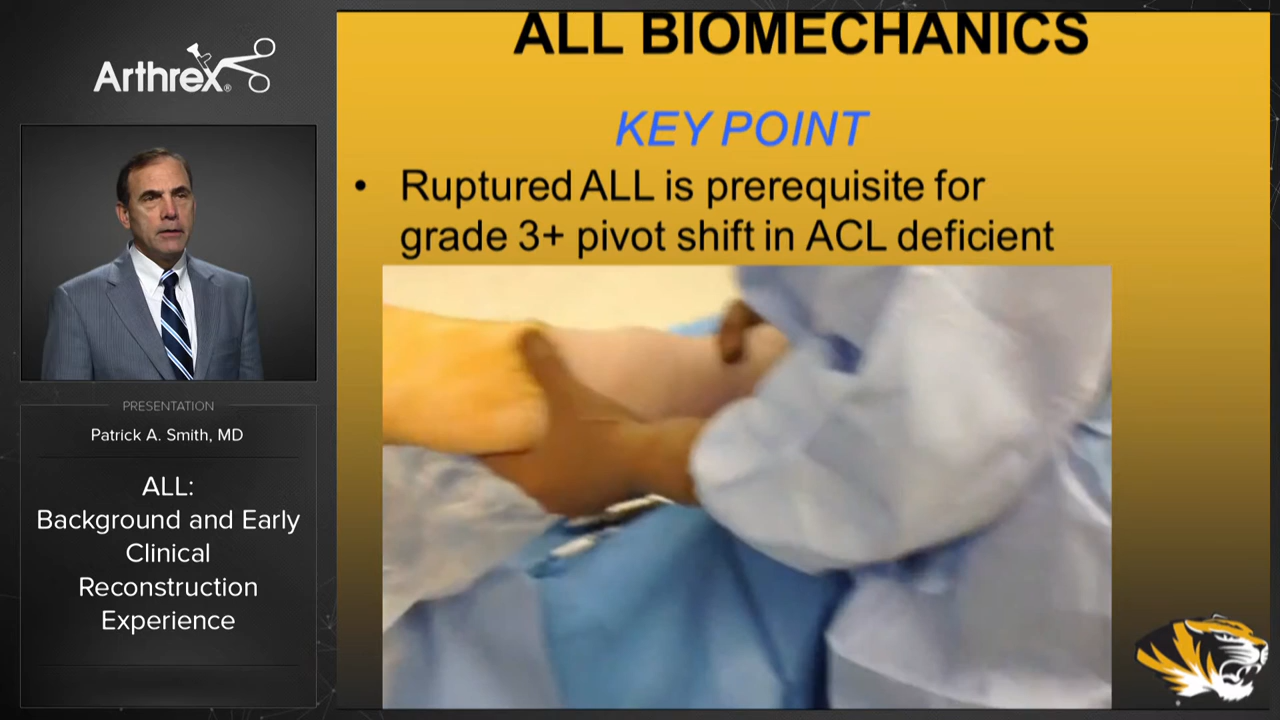 Arthrex®
PRESENTATION
Patrick A. Smith, MD
ALL:
Background and Early
Clinical
Reconstruction
Experience
ALL BIOMECHANICS
KEY POINT
• Ruptured ALL is prerequisite for
grade 3+ pivot shift in ACL deficient